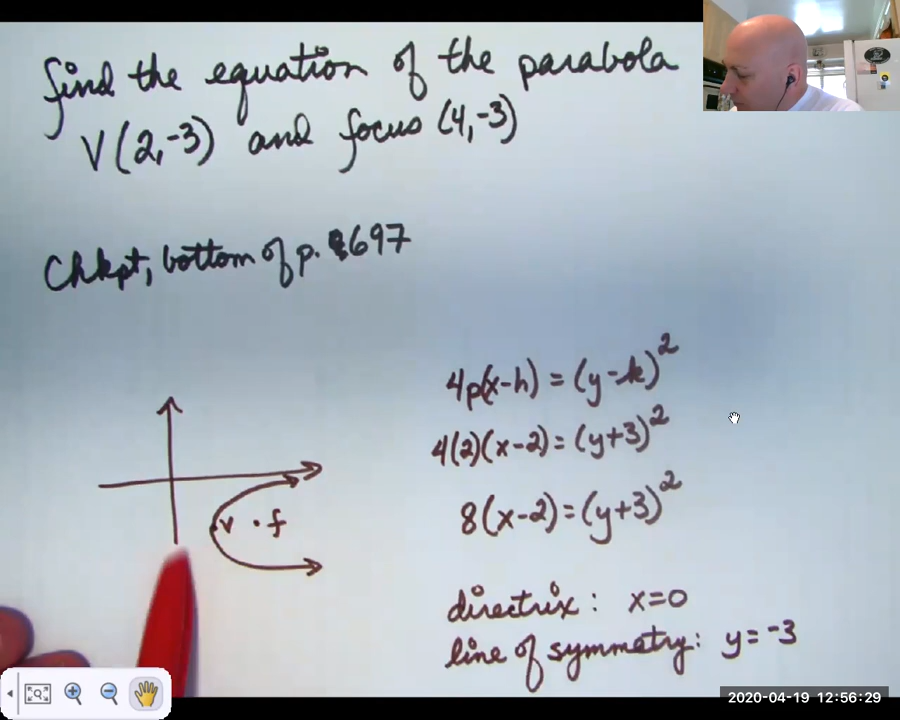 find the equation of the parabola
V(2,-3) and focus (4,-3)
Chkpt, bottom of p. 697
4p(x-h) = (y-k)²
4(2)(x-2) = (y+3)²
v . f
8(x-2) = (y+3)²
directrix: x=0
line of symmetry: y=-3
2020-04-19 12:56:29